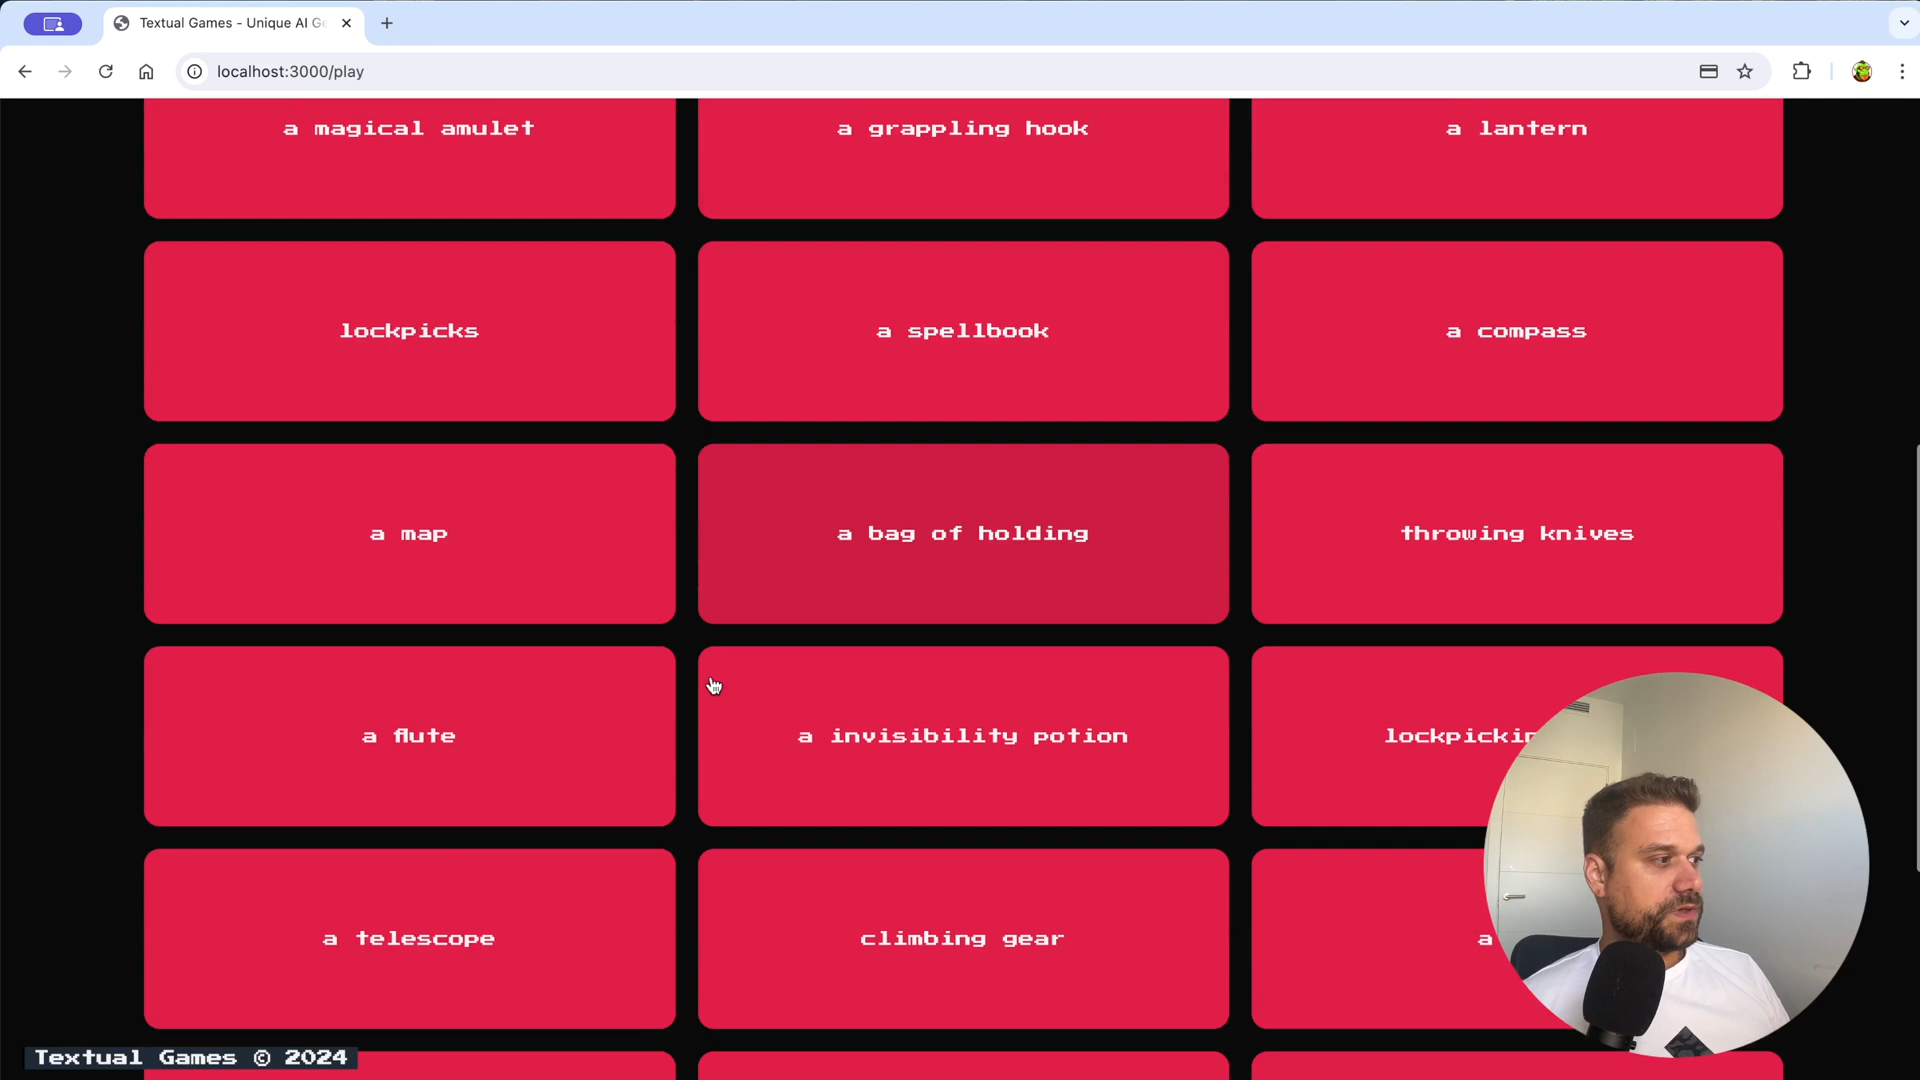 Textual Games - Unique AI Ge
localhost:3000/play
a magical amulet
a grappling hook
a lantern
lockpicks
a spellbook
a compass
a map
a bag of holding
throwing knives
a flute
a invisibility potion
a telescope
climbing gear
a
Textual Games © 2024